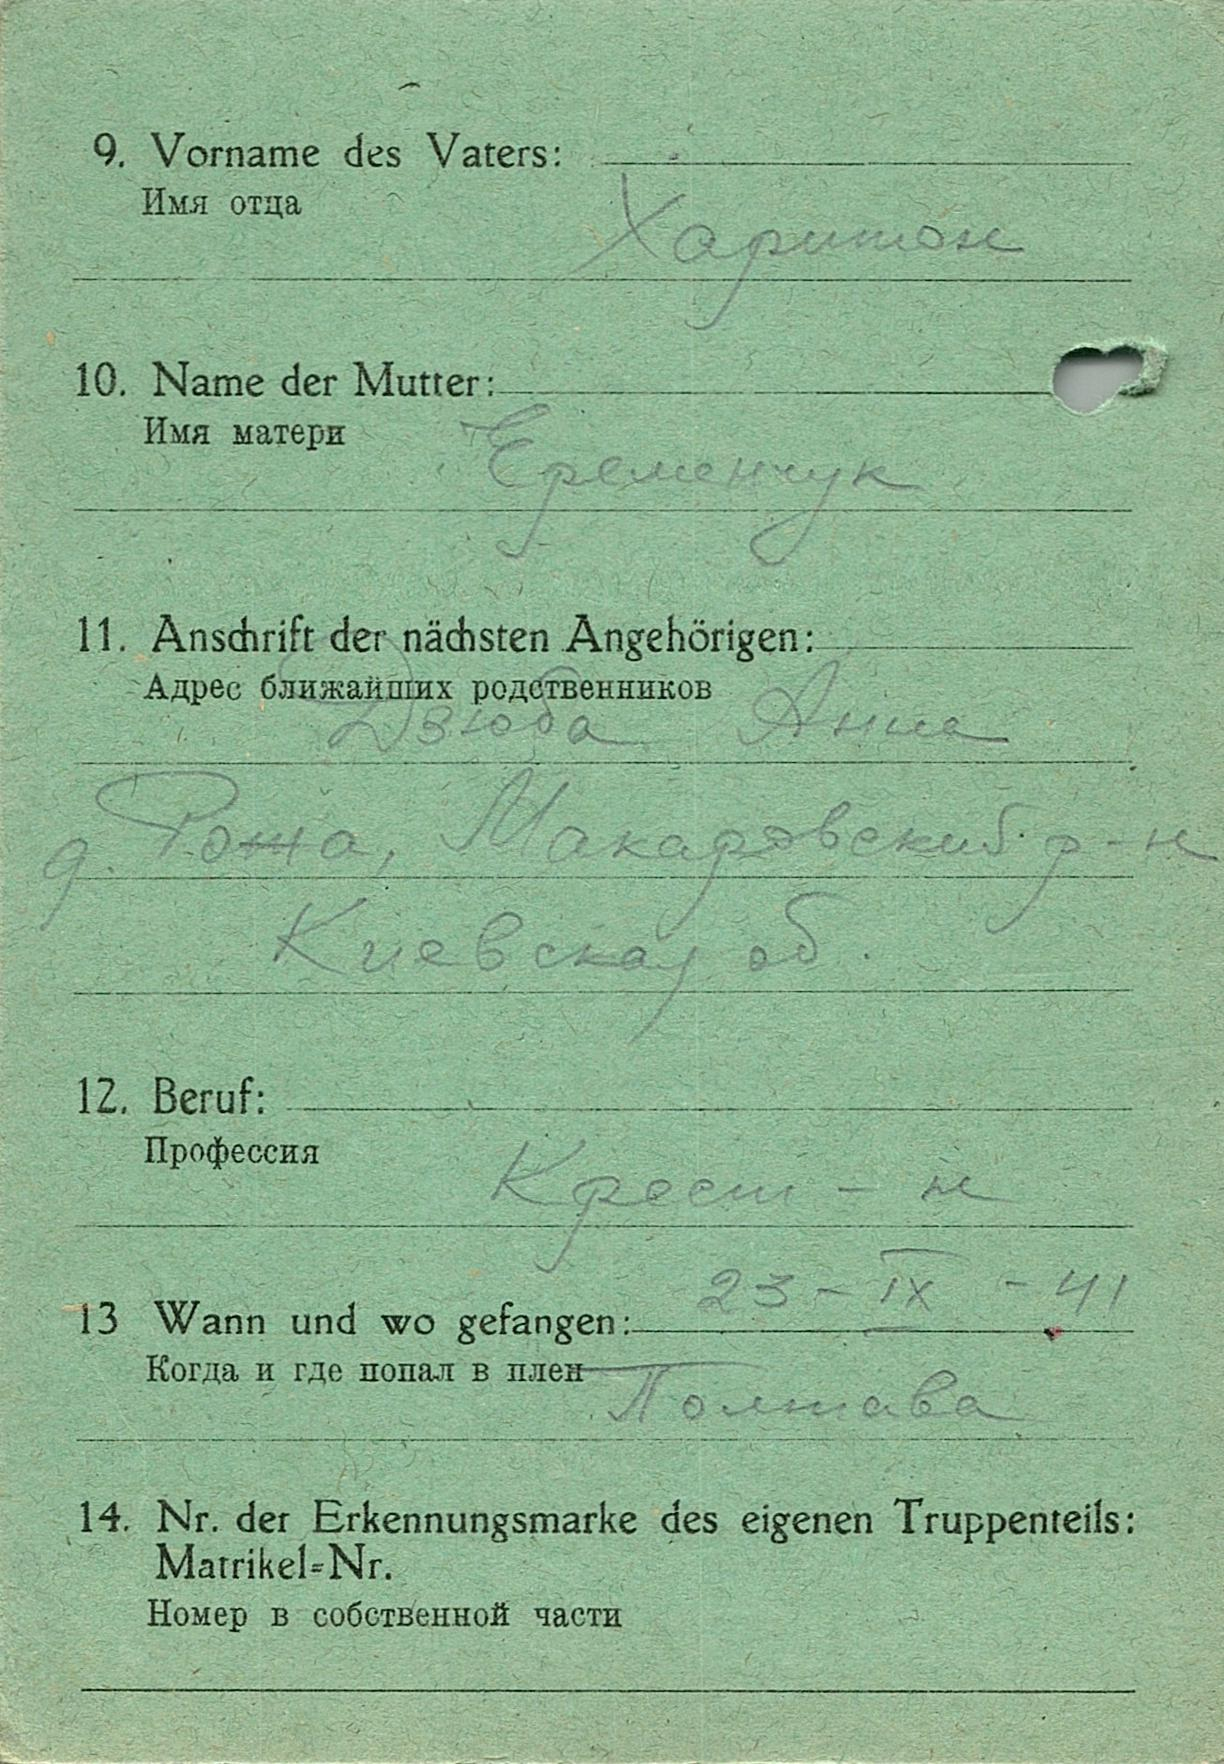 9. Vorname des Vaters:
Имя отца
Харитон
10. Name der Mutter:
Имя матери
Еременчук
11. Anschrift der nächsten Angehörigen:
Адрес ближайших родственников
Дзюба Анна
д. Рожа, Макаровский р-н
Киевская об.
12. Beruf:
Профессия
Крест-н
23-IX-41
13 Wann und wo gefangen:
Когда и где попал в плен
Полтава
14. Nr. der Erkennungsmarke des eigenen Truppenteils:
Matrikel=Nr.
Номер в собственной части